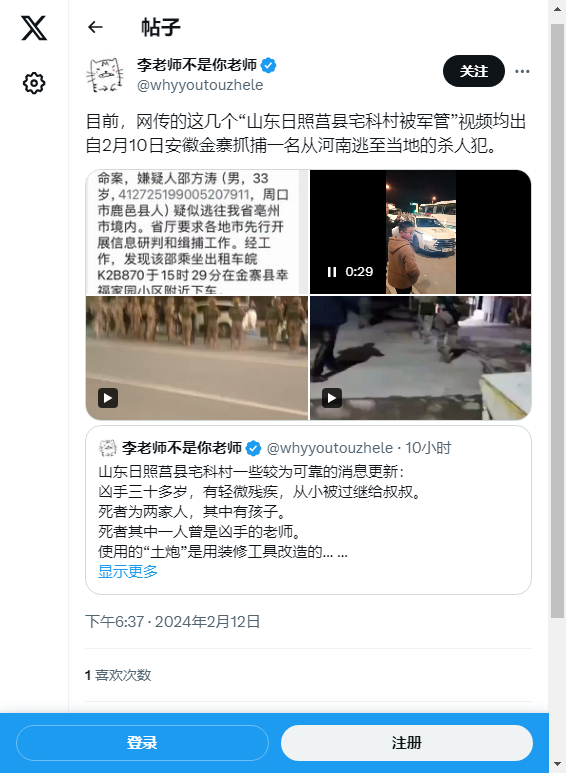 帖子
李老师不是你老师
@whyyoutouzhele
关注
目前，网传的这几个“山东日照莒县宅科村被军管”视频均出
自2月10日安徽金寨抓捕一名从河南逃至当地的杀人犯。
命案，嫌疑人邵方涛（男，33
岁，412725199005207911，周口
市鹿邑县人）疑似逃往我省亳州
市境内。省厅要求各地市先行开
展信息研判和缉捕工作。经工
作，发现该邵乘坐出租车皖
K2B870于15时29分在金寨县幸
福家园小区附近下车。
0:29
李老师不是你老师 @whyyoutouzhele · 10小时
山东日照莒县宅科村一些较为可靠的消息更新：
凶手三十多岁，有轻微残疾，从小被过继给叔叔。
死者为两家人，其中有孩子。
死者其中一人曾是凶手的老师。
使用的“土炮”是用装修工具改造的... ...
显示更多
下午6:37 · 2024年2月12日
1 喜欢次数
登录
注册